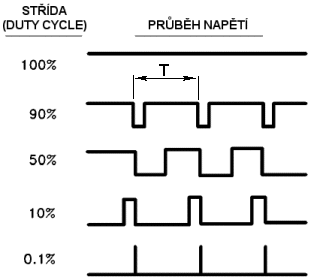 STŘÍDA PRŮBĚH NAPĚTÍ
(DUTY CYCLE)
100%
T
90%
50%
10%
0.1%